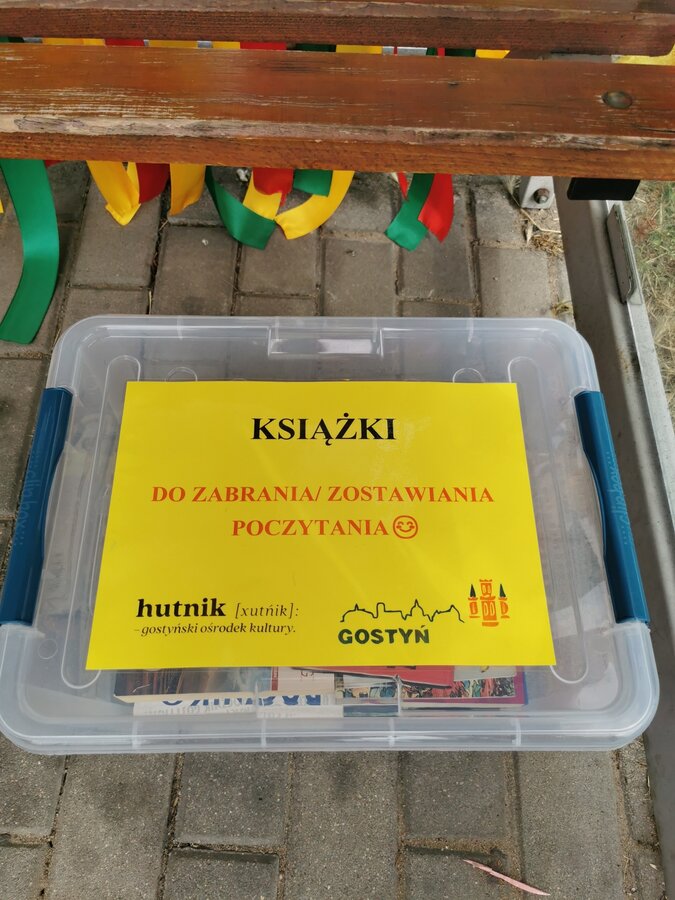 KSIĄŻKI
DO ZABRANIA/ ZOSTAWIANIA
POCZYTANIA😊
hutnik [xutńik]:
– gostyński ośrodek kultury.
GOSTYŃ